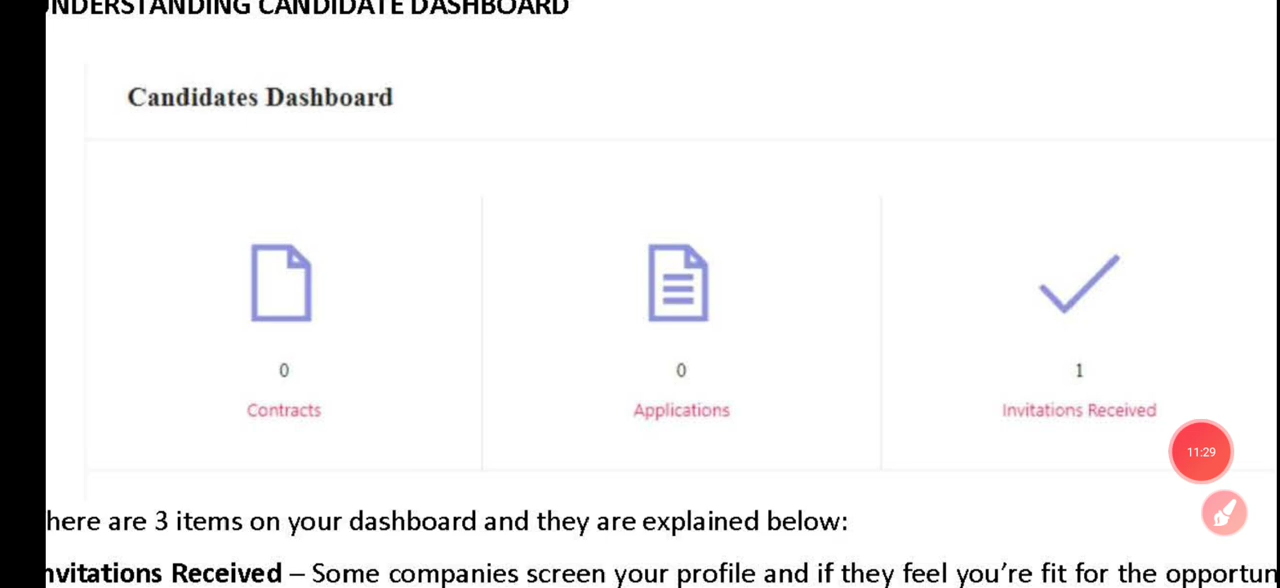 UNDERSTANDING CANDIDATE DASHBOARD
Candidates Dashboard
0
Contracts
0
Applications
1
Invitations Received
11:29
here are 3 items on your dashboard and they are explained below:
nvitations Received – Some companies screen your profile and if they feel you're fit for the opportun